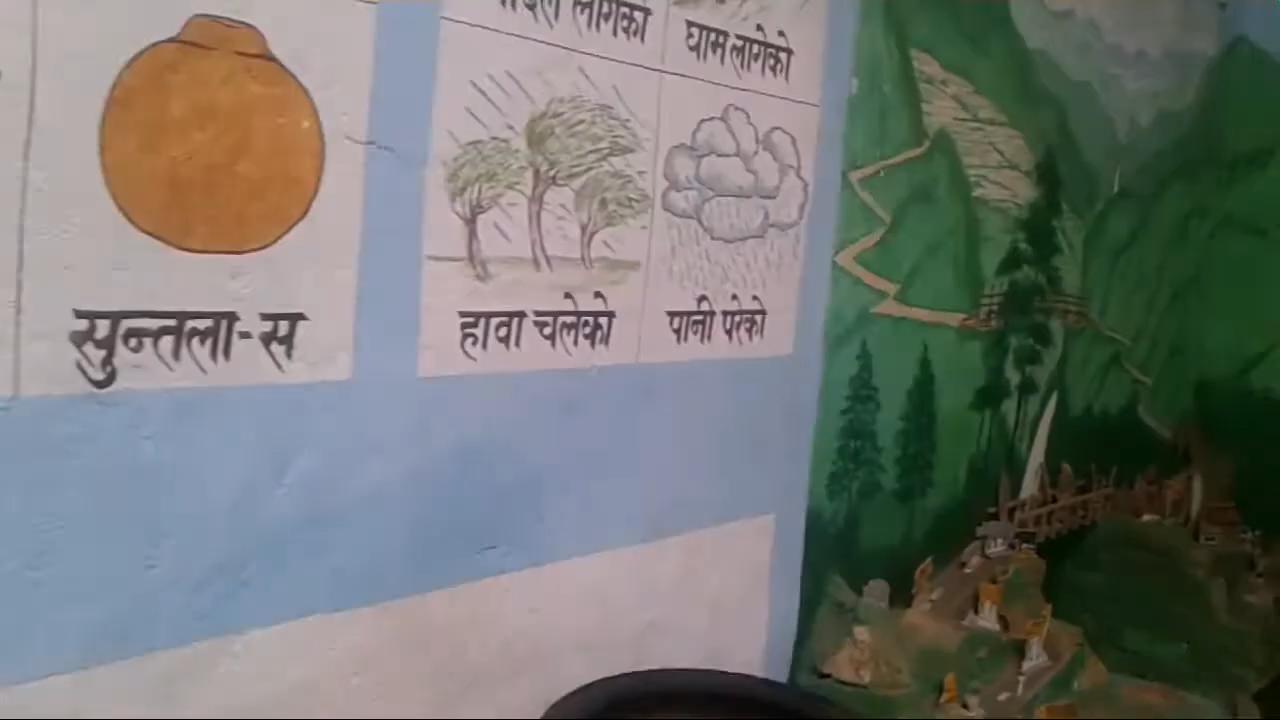 लागेको
घाम लागेको
सुन्तला-स
हावा चलेको
पानी परेको